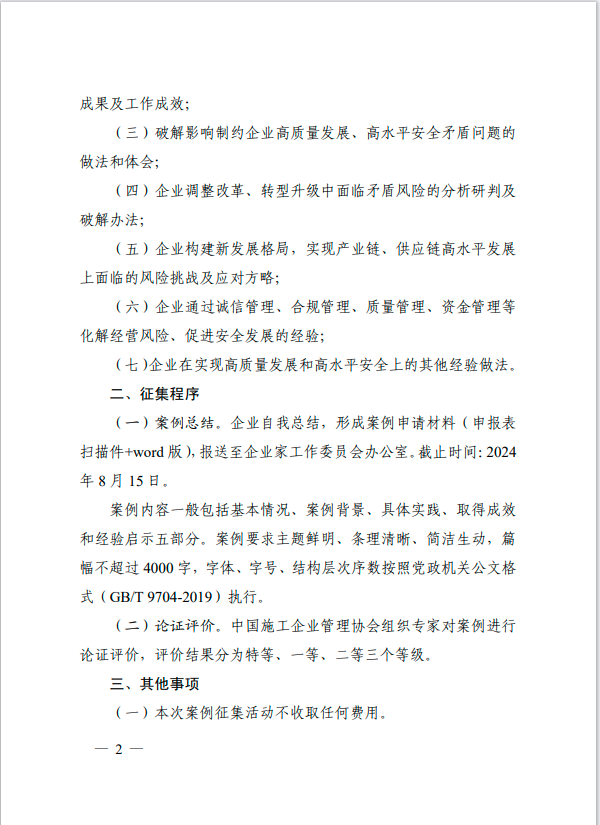 成果及工作成效；
（三）破解影响制约企业高质量发展、高水平安全矛盾问题的
做法和体会；
（四）企业调整改革、转型升级中面临矛盾风险的分析研判及
破解办法；
（五）企业构建新发展格局，实现产业链、供应链高水平发展
上面临的风险挑战及应对方略；
（六）企业通过诚信管理、合规管理、质量管理、资金管理等
化解经营风险、促进安全发展的经验；
（七）企业在实现高质量发展和高水平安全上的其他经验做法。
二、征集程序
（一）案例总结。企业自我总结，形成案例申请材料（申报表
扫描件+word 版），报送至企业家工作委员会办公室。截止时间：2024
年 8 月 15 日。
案例内容一般包括基本情况、案例背景、具体实践、取得成效
和经验启示五部分。案例要求主题鲜明、条理清晰、简洁生动，篇
幅不超过 4000 字，字体、字号、结构层次序数按照党政机关公文格
式（GB/T 9704-2019）执行。
（二）论证评价。中国施工企业管理协会组织专家对案例进行
论证评价，评价结果分为特等、一等、二等三个等级。
三、其他事项
（一）本次案例征集活动不收取任何费用。
— 2 —